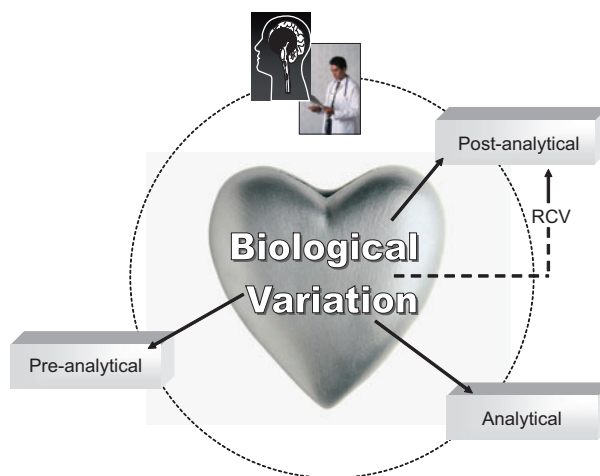 Post-analytical
RCV
Biological
Variation
Pre-analytical
Analytical